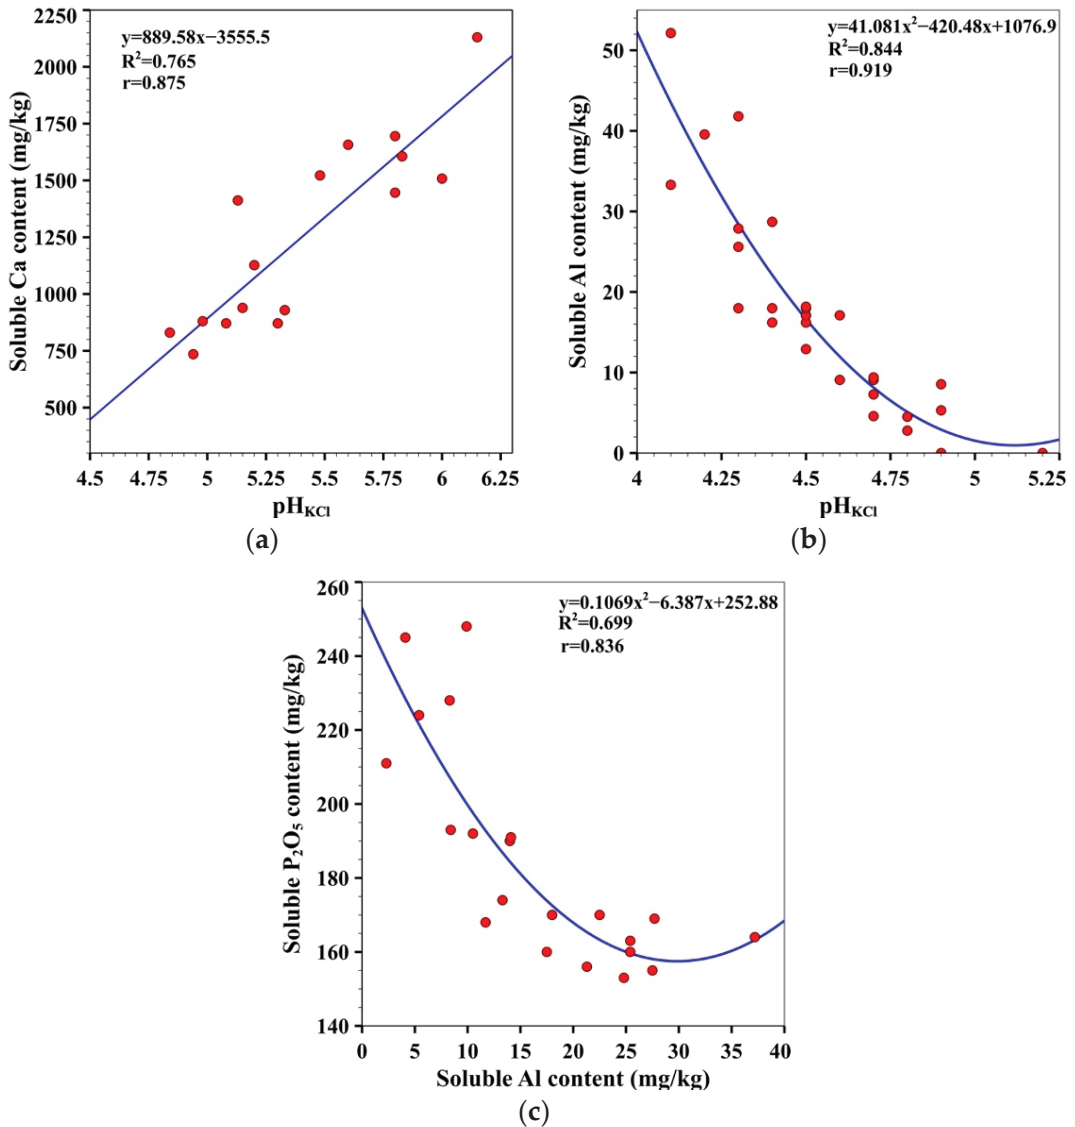 y=889.58x−3555.5
R²=0.765
r=0.875
2250
2000
1750
1500
1250
1000
750
500
Soluble Ca content (mg/kg)
4.5 4.75 5 5.25 5.5 5.75 6 6.25
pH_KCl
(a)
y=41.081x²−420.48x+1076.9
R²=0.844
r=0.919
50
40
30
20
10
0
Soluble Al content (mg/kg)
4 4.25 4.5 4.75 5 5.25
pH_KCl
(b)
y=0.1069x²−6.387x+252.88
R²=0.699
r=0.836
260
240
220
200
180
160
140
Soluble P₂O₅ content (mg/kg)
0 5 10 15 20 25 30 35 40
Soluble Al content (mg/kg)
(c)